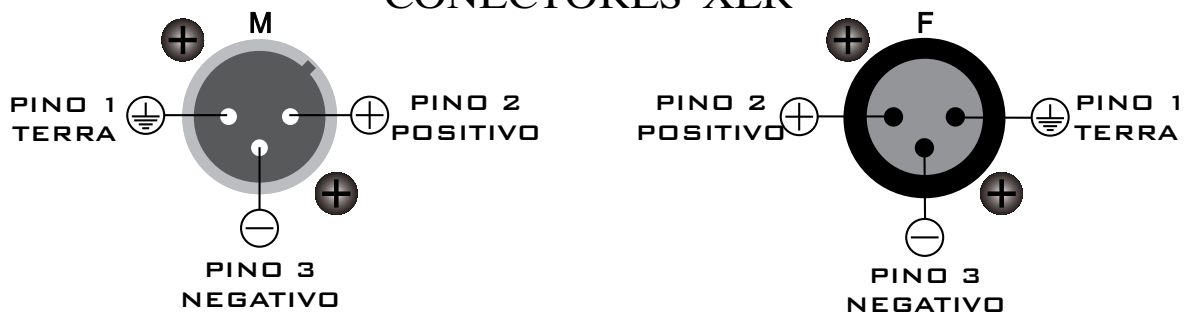 CONECTORES XLR
M
F
PINO 1
TERRA
PINO 2
POSITIVO
PINO 3
NEGATIVO
PINO 2
POSITIVO
PINO 1
TERRA
PINO 3
NEGATIVO